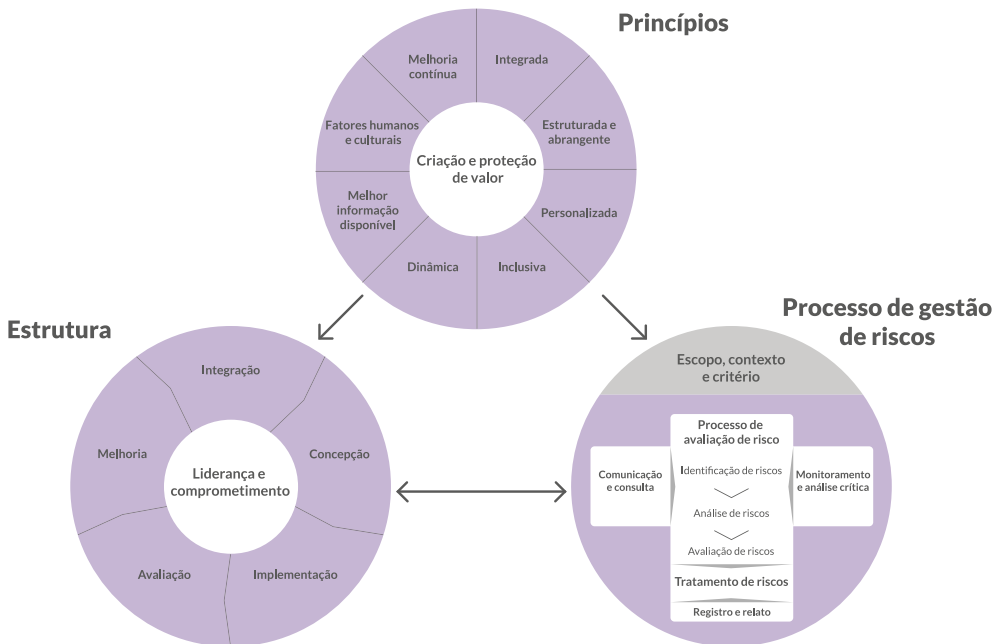 Princípios
Melhoria
contínua
Integrada
Fatores humanos
e culturais
Estruturada e
abrangente
Criação e proteção
de valor
Melhor
informação
disponível
Personalizada
Dinâmica
Inclusiva
Estrutura
Integração
Melhoria
Concepção
Liderança e
comprometimento
Avaliação
Implementação
Processo de gestão
de riscos
Escopo, contexto
e critério
Processo de
avaliação de risco
Comunicação
e consulta
Identificação de riscos
Monitoramento
e análise crítica
Análise de riscos
Avaliação de riscos
Tratamento de riscos
Registro e relato